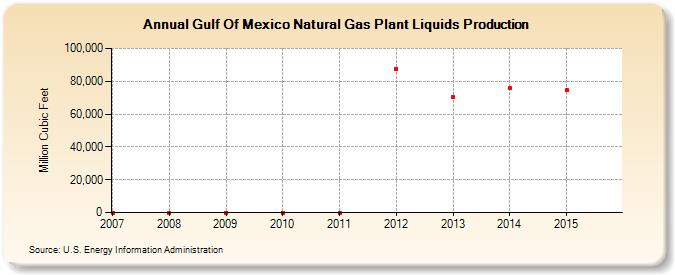 Annual Gulf Of Mexico Natural Gas Plant Liquids Production
Million Cubic Feet
100,000
80,000
60,000
40,000
20,000
0
2007 2008 2009 2010 2011 2012 2013 2014 2015
Source: U.S. Energy Information Administration